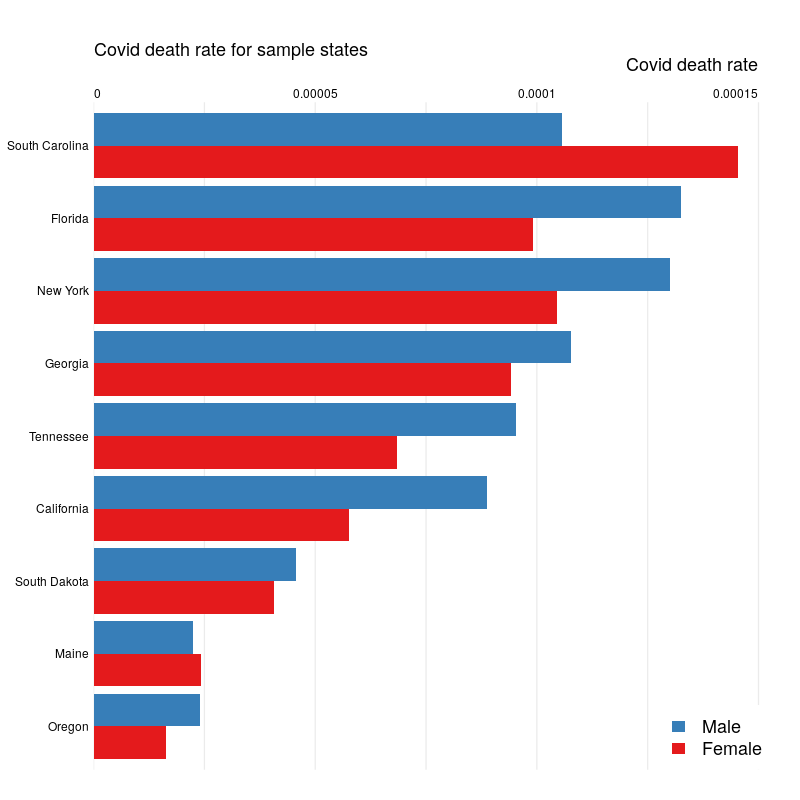 Covid death rate for sample states
Covid death rate
0 0.00005 0.0001 0.00015
South Carolina
Florida
New York
Georgia
Tennessee
California
South Dakota
Maine
Oregon
Male
Female